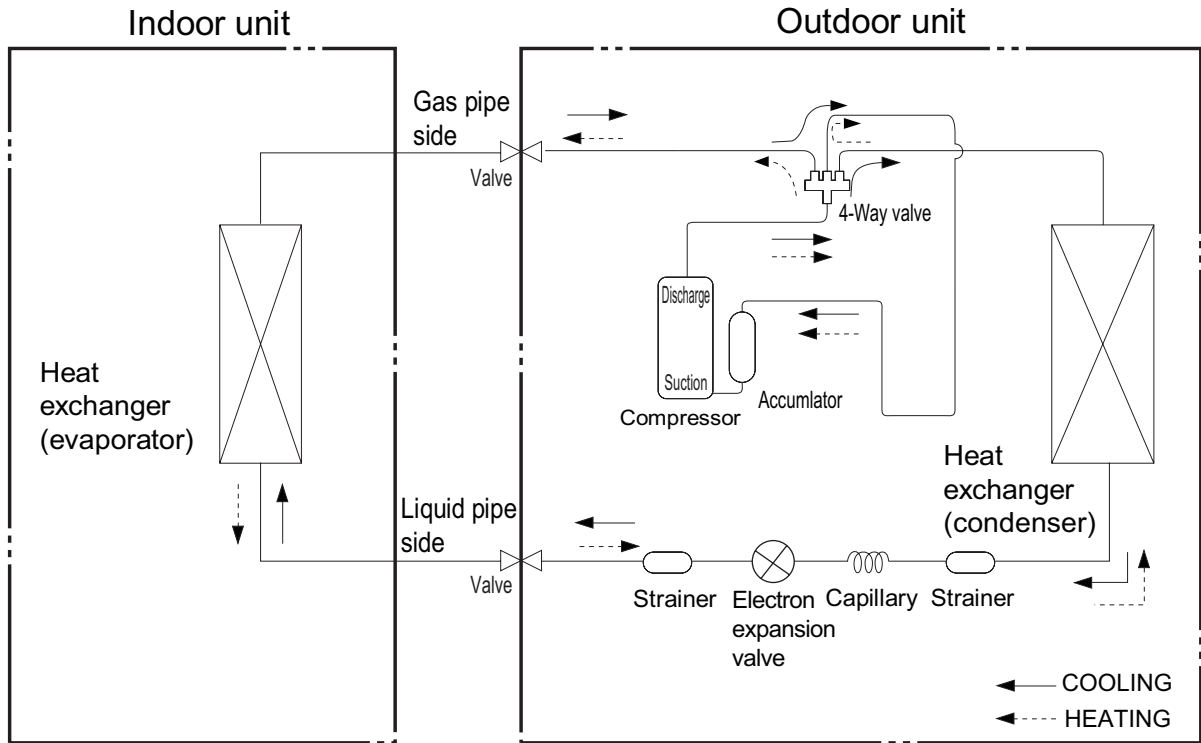 Indoor unit
Outdoor unit
Gas pipe
side
Valve
4-Way valve
Discharge
Suction
Compressor
Accumlator
Heat
exchanger
(evaporator)
Heat
exchanger
(condenser)
Liquid pipe
side
Valve
Strainer
Electron
expansion
valve
Capillary
Strainer
COOLING
HEATING